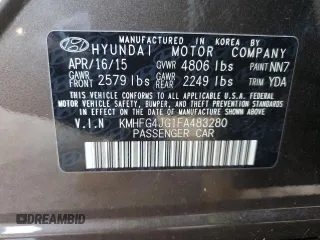 MANUFACTURED IN KOREA BY
HYUNDAI MOTOR COMPANY
APR/16/15 GVWR 4806 lbs PAINT NN7
GAWR FRONT 2579 lbs GAWR REAR 2249 lbs TRIM YDA
THIS VEHICLE CONFORMS TO ALL APPLICABLE U.S. FEDERAL MOTOR
VEHICLE SAFETY, BUMPER, AND THEFT PREVENTION STANDARDS
IN EFFECT ON THE DATE OF MANUFACTURE SHOWN ABOVE.
V.I.N KMHFG4JG1FA483280
PASSENGER CAR
DREAMBID
AutoBidMaster